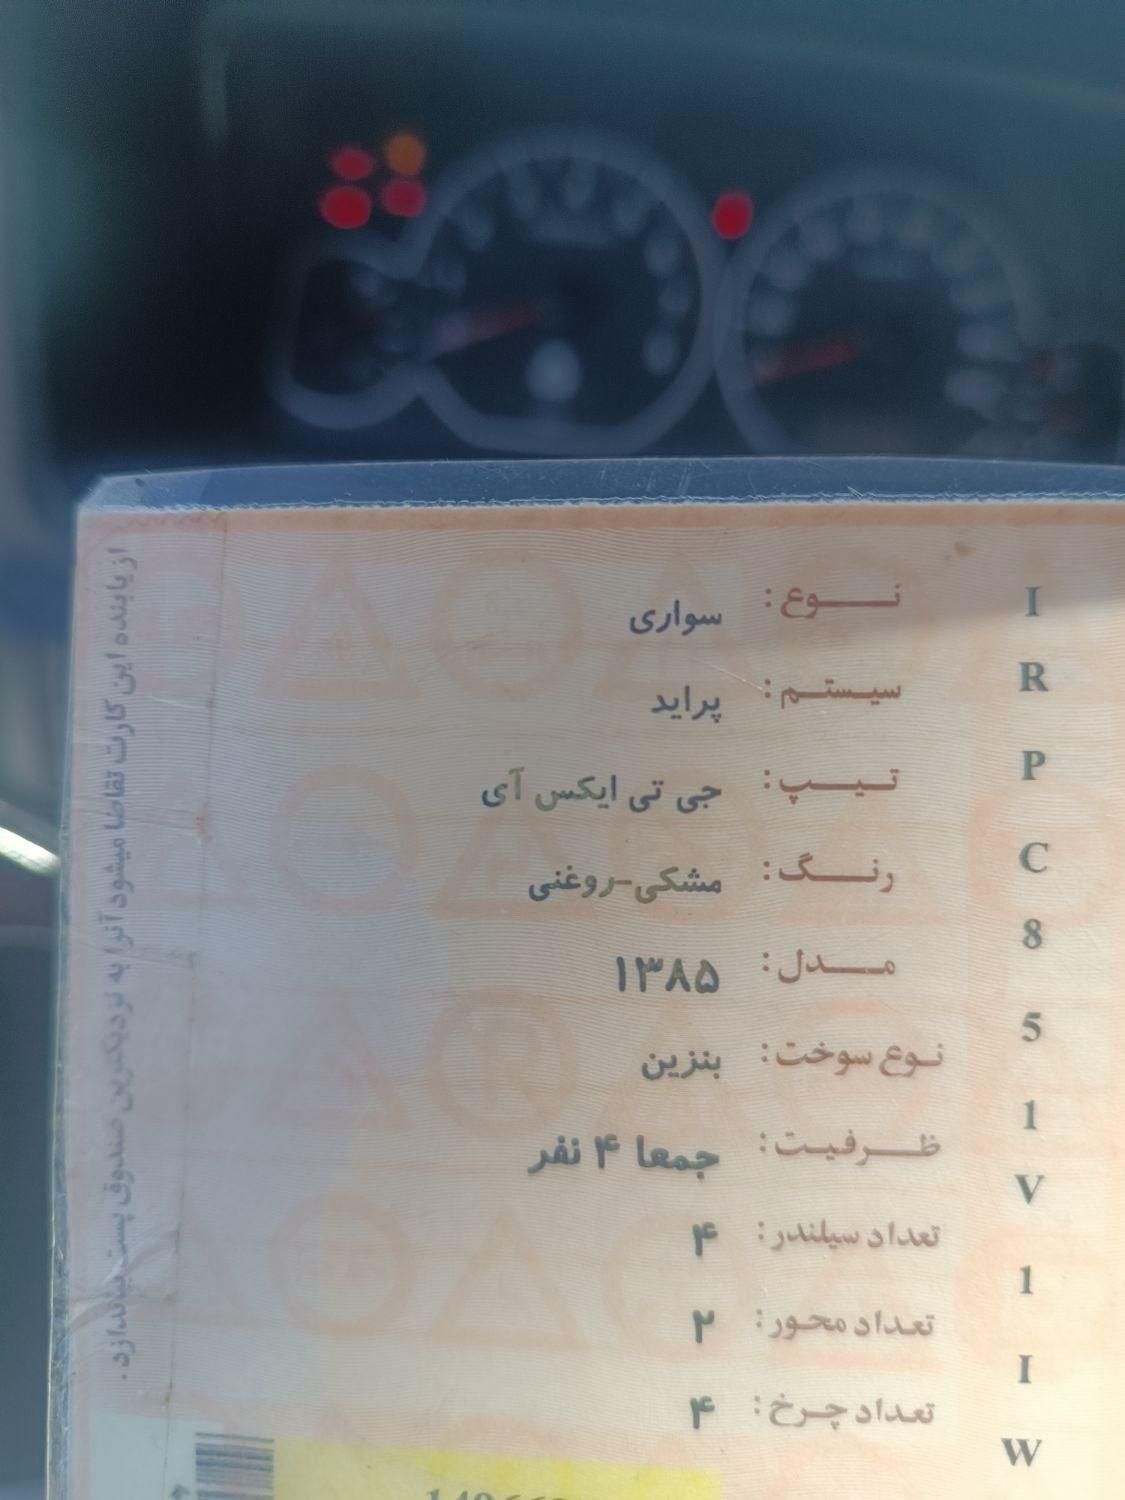 نوع: سواری
سیستم: پراید
تیپ: جی تی ایکس آی
رنگ: مشکی-روغنی
مدل: ۱۳۸۵
نوع سوخت: بنزین
ظرفیت: جمعا ۴ نفر
تعداد سیلندر: ۴
تعداد محور: ۲
تعداد چرخ: ۴
I
R
P
C
8
5
1
V
1
I
W
از یابنده این کارت تقاضا میشود آنرا به نزدیکترین صندوق پست بیاندازد.